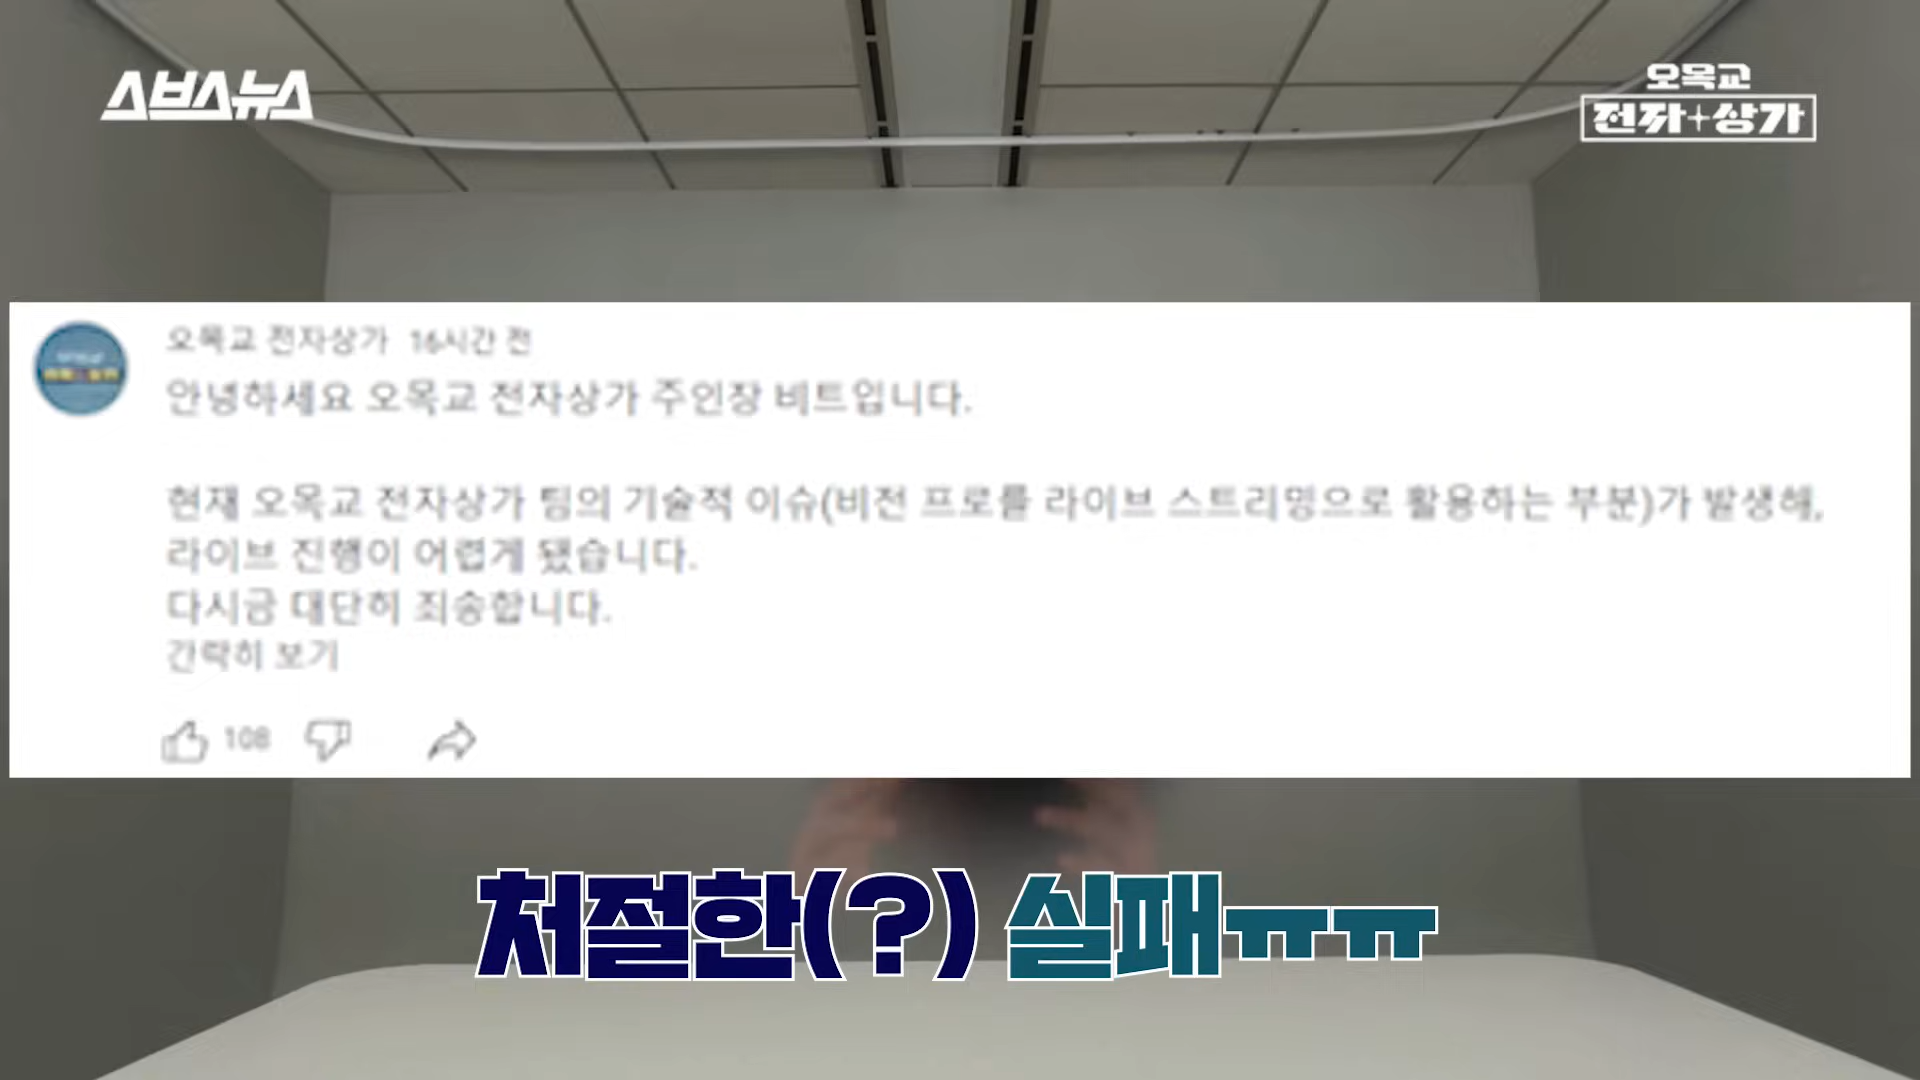 스브스뉴스
오목교
전자+상가
오목교 전자상가 16시간 전
안녕하세요 오목교 전자상가 주인장 비트입니다.
현재 오목교 전자상가 팀의 기술적 이슈(비전 프로를 라이브 스트리밍으로 활용하는 부분)가 발생해,
라이브 진행이 어렵게 됐습니다.
다시금 대단히 죄송합니다.
간략히 보기
108
처절한(?) 실패ㅠㅠ